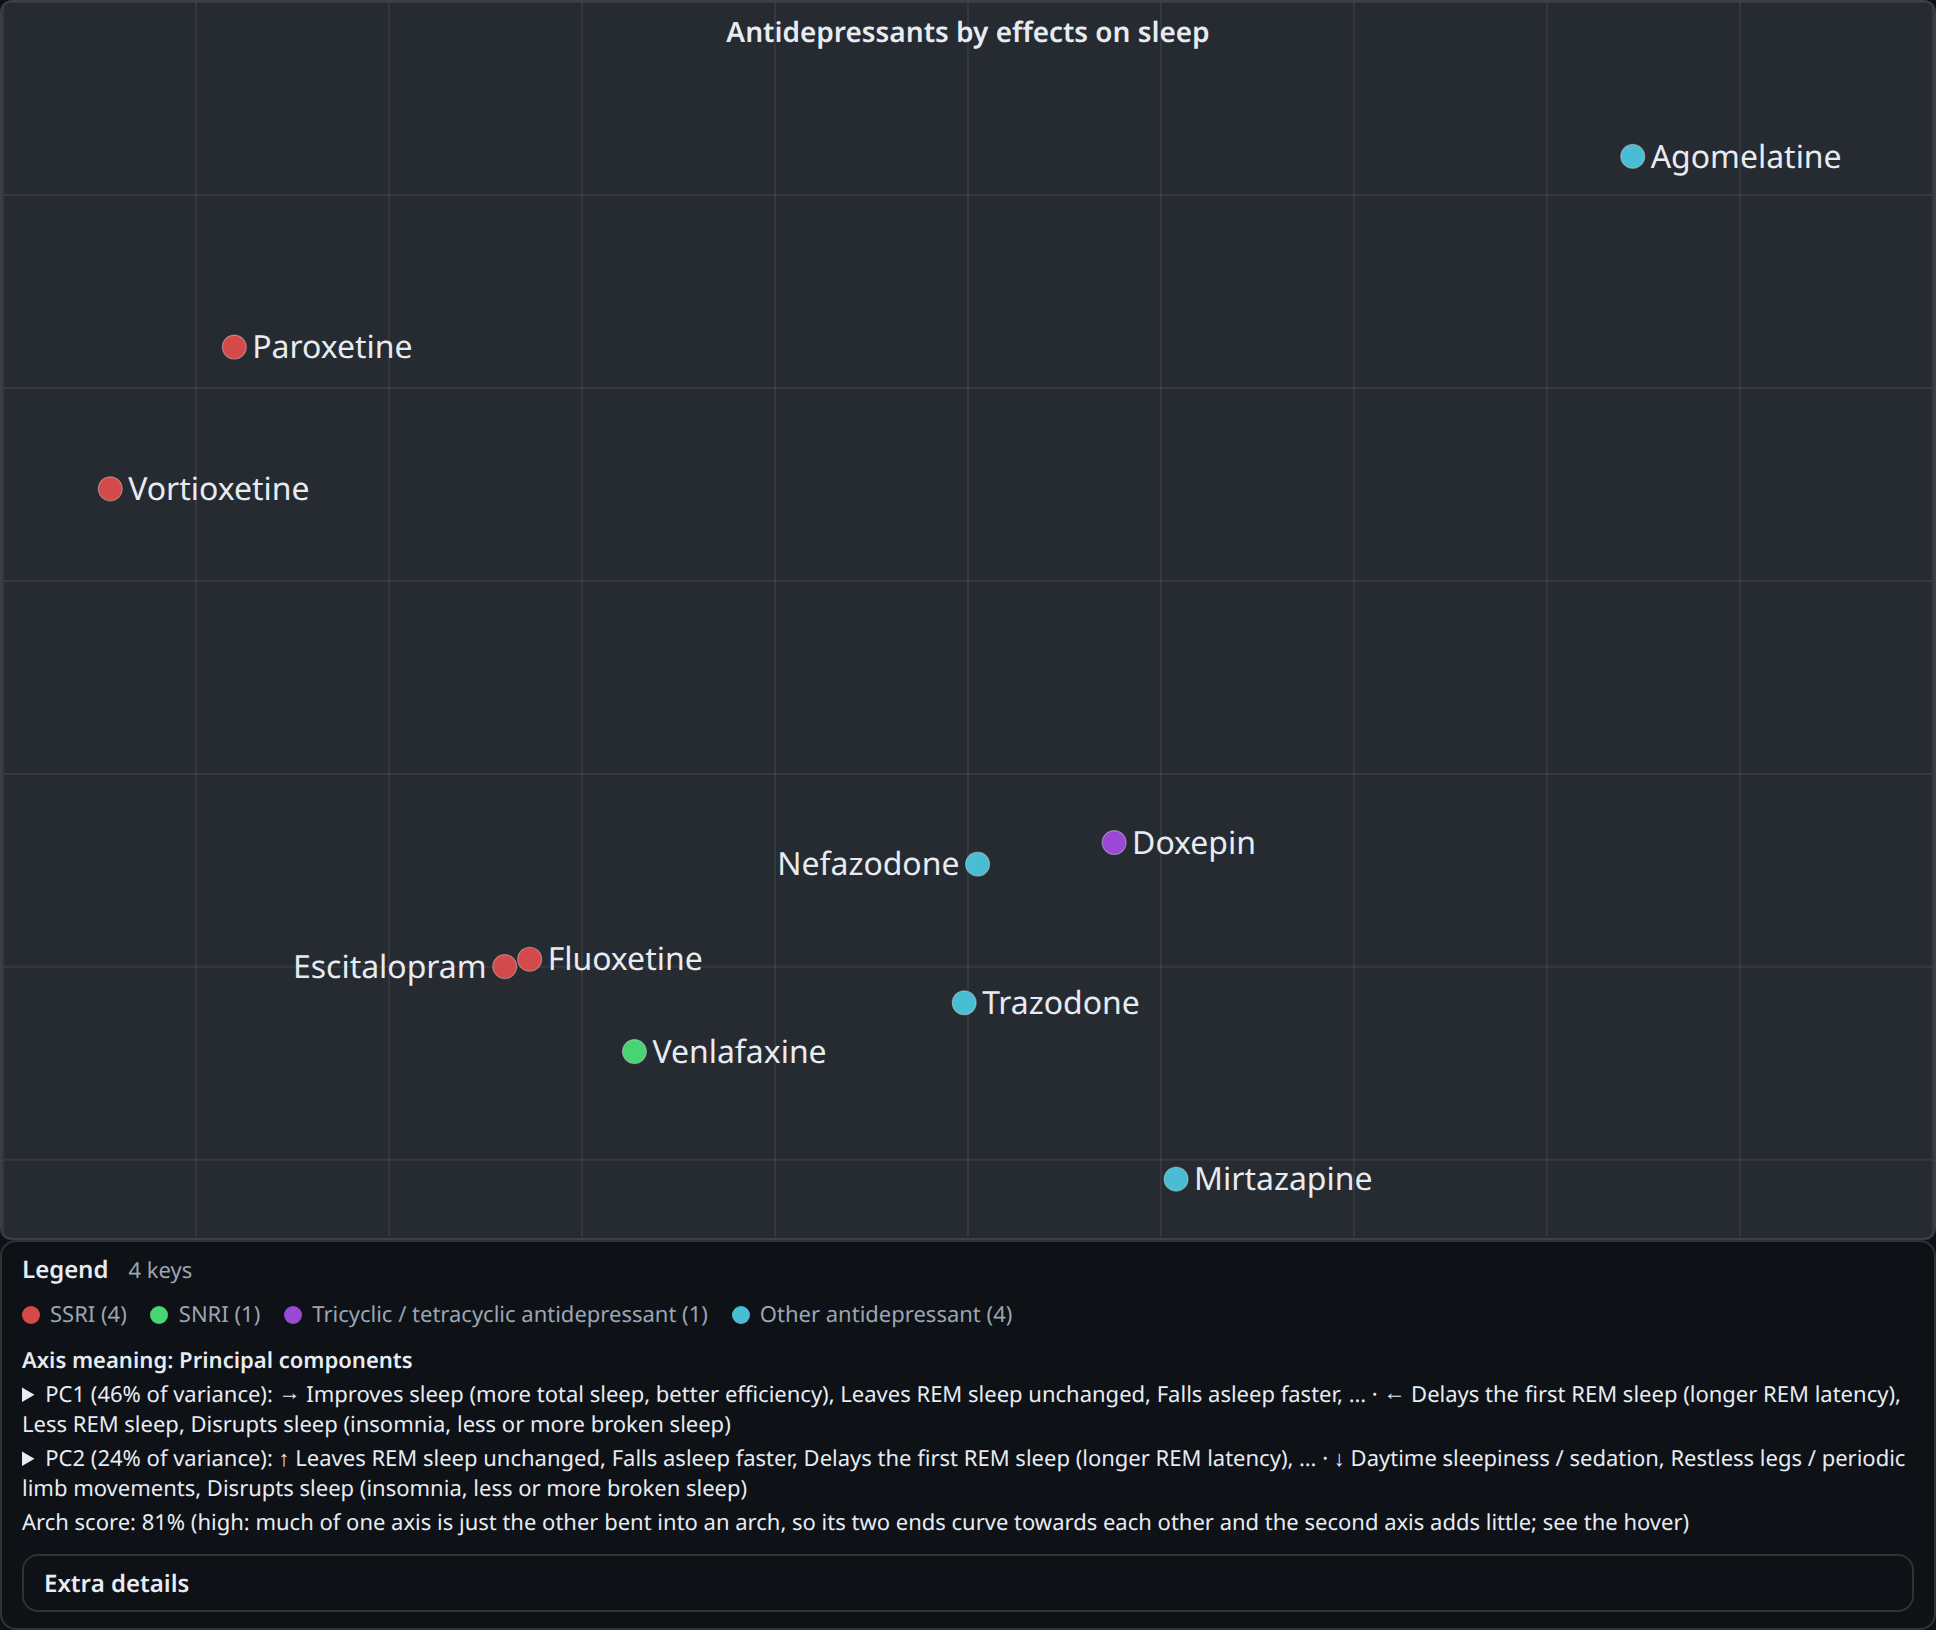 Antidepressants by effects on sleep
Agomelatine
Paroxetine
Vortioxetine
Doxepin
Nefazodone
Fluoxetine
Escitalopram
Trazodone
Venlafaxine
Mirtazapine
Legend 4 keys
SSRI (4) SNRI (1) Tricyclic / tetracyclic antidepressant (1) Other antidepressant (4)
Axis meaning: Principal components
▶ PC1 (46% of variance): → Improves sleep (more total sleep, better efficiency), Leaves REM sleep unchanged, Falls asleep faster, ... · ← Delays the first REM sleep (longer REM latency),
Less REM sleep, Disrupts sleep (insomnia, less or more broken sleep)
▶ PC2 (24% of variance): ↑ Leaves REM sleep unchanged, Falls asleep faster, Delays the first REM sleep (longer REM latency), ... · ↓ Daytime sleepiness / sedation, Restless legs / periodic
limb movements, Disrupts sleep (insomnia, less or more broken sleep)
Arch score: 81% (high: much of one axis is just the other bent into an arch, so its two ends curve towards each other and the second axis adds little; see the hover)
Extra details